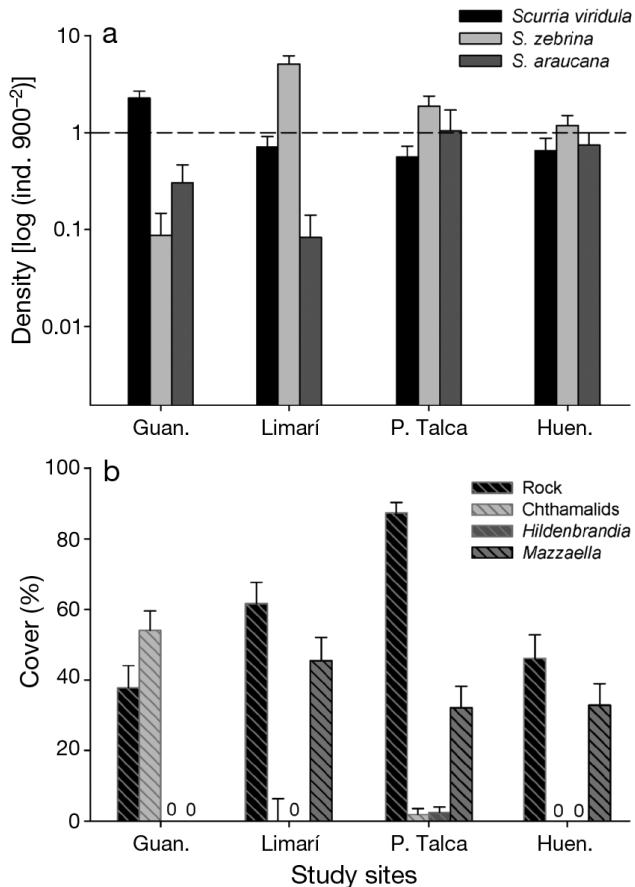 a
Scurria viridula
S. zebrina
S. araucana
Density [log (ind. 900⁻²)]
10
1
0.1
0.01
Guan. Limarí P. Talca Huen.
b
Rock
Chthamalids
Hildenbrandia
Mazzaella
Cover (%)
100
80
60
40
20
0
0 0 0 0 0
Guan. Limarí P. Talca Huen.
Study sites